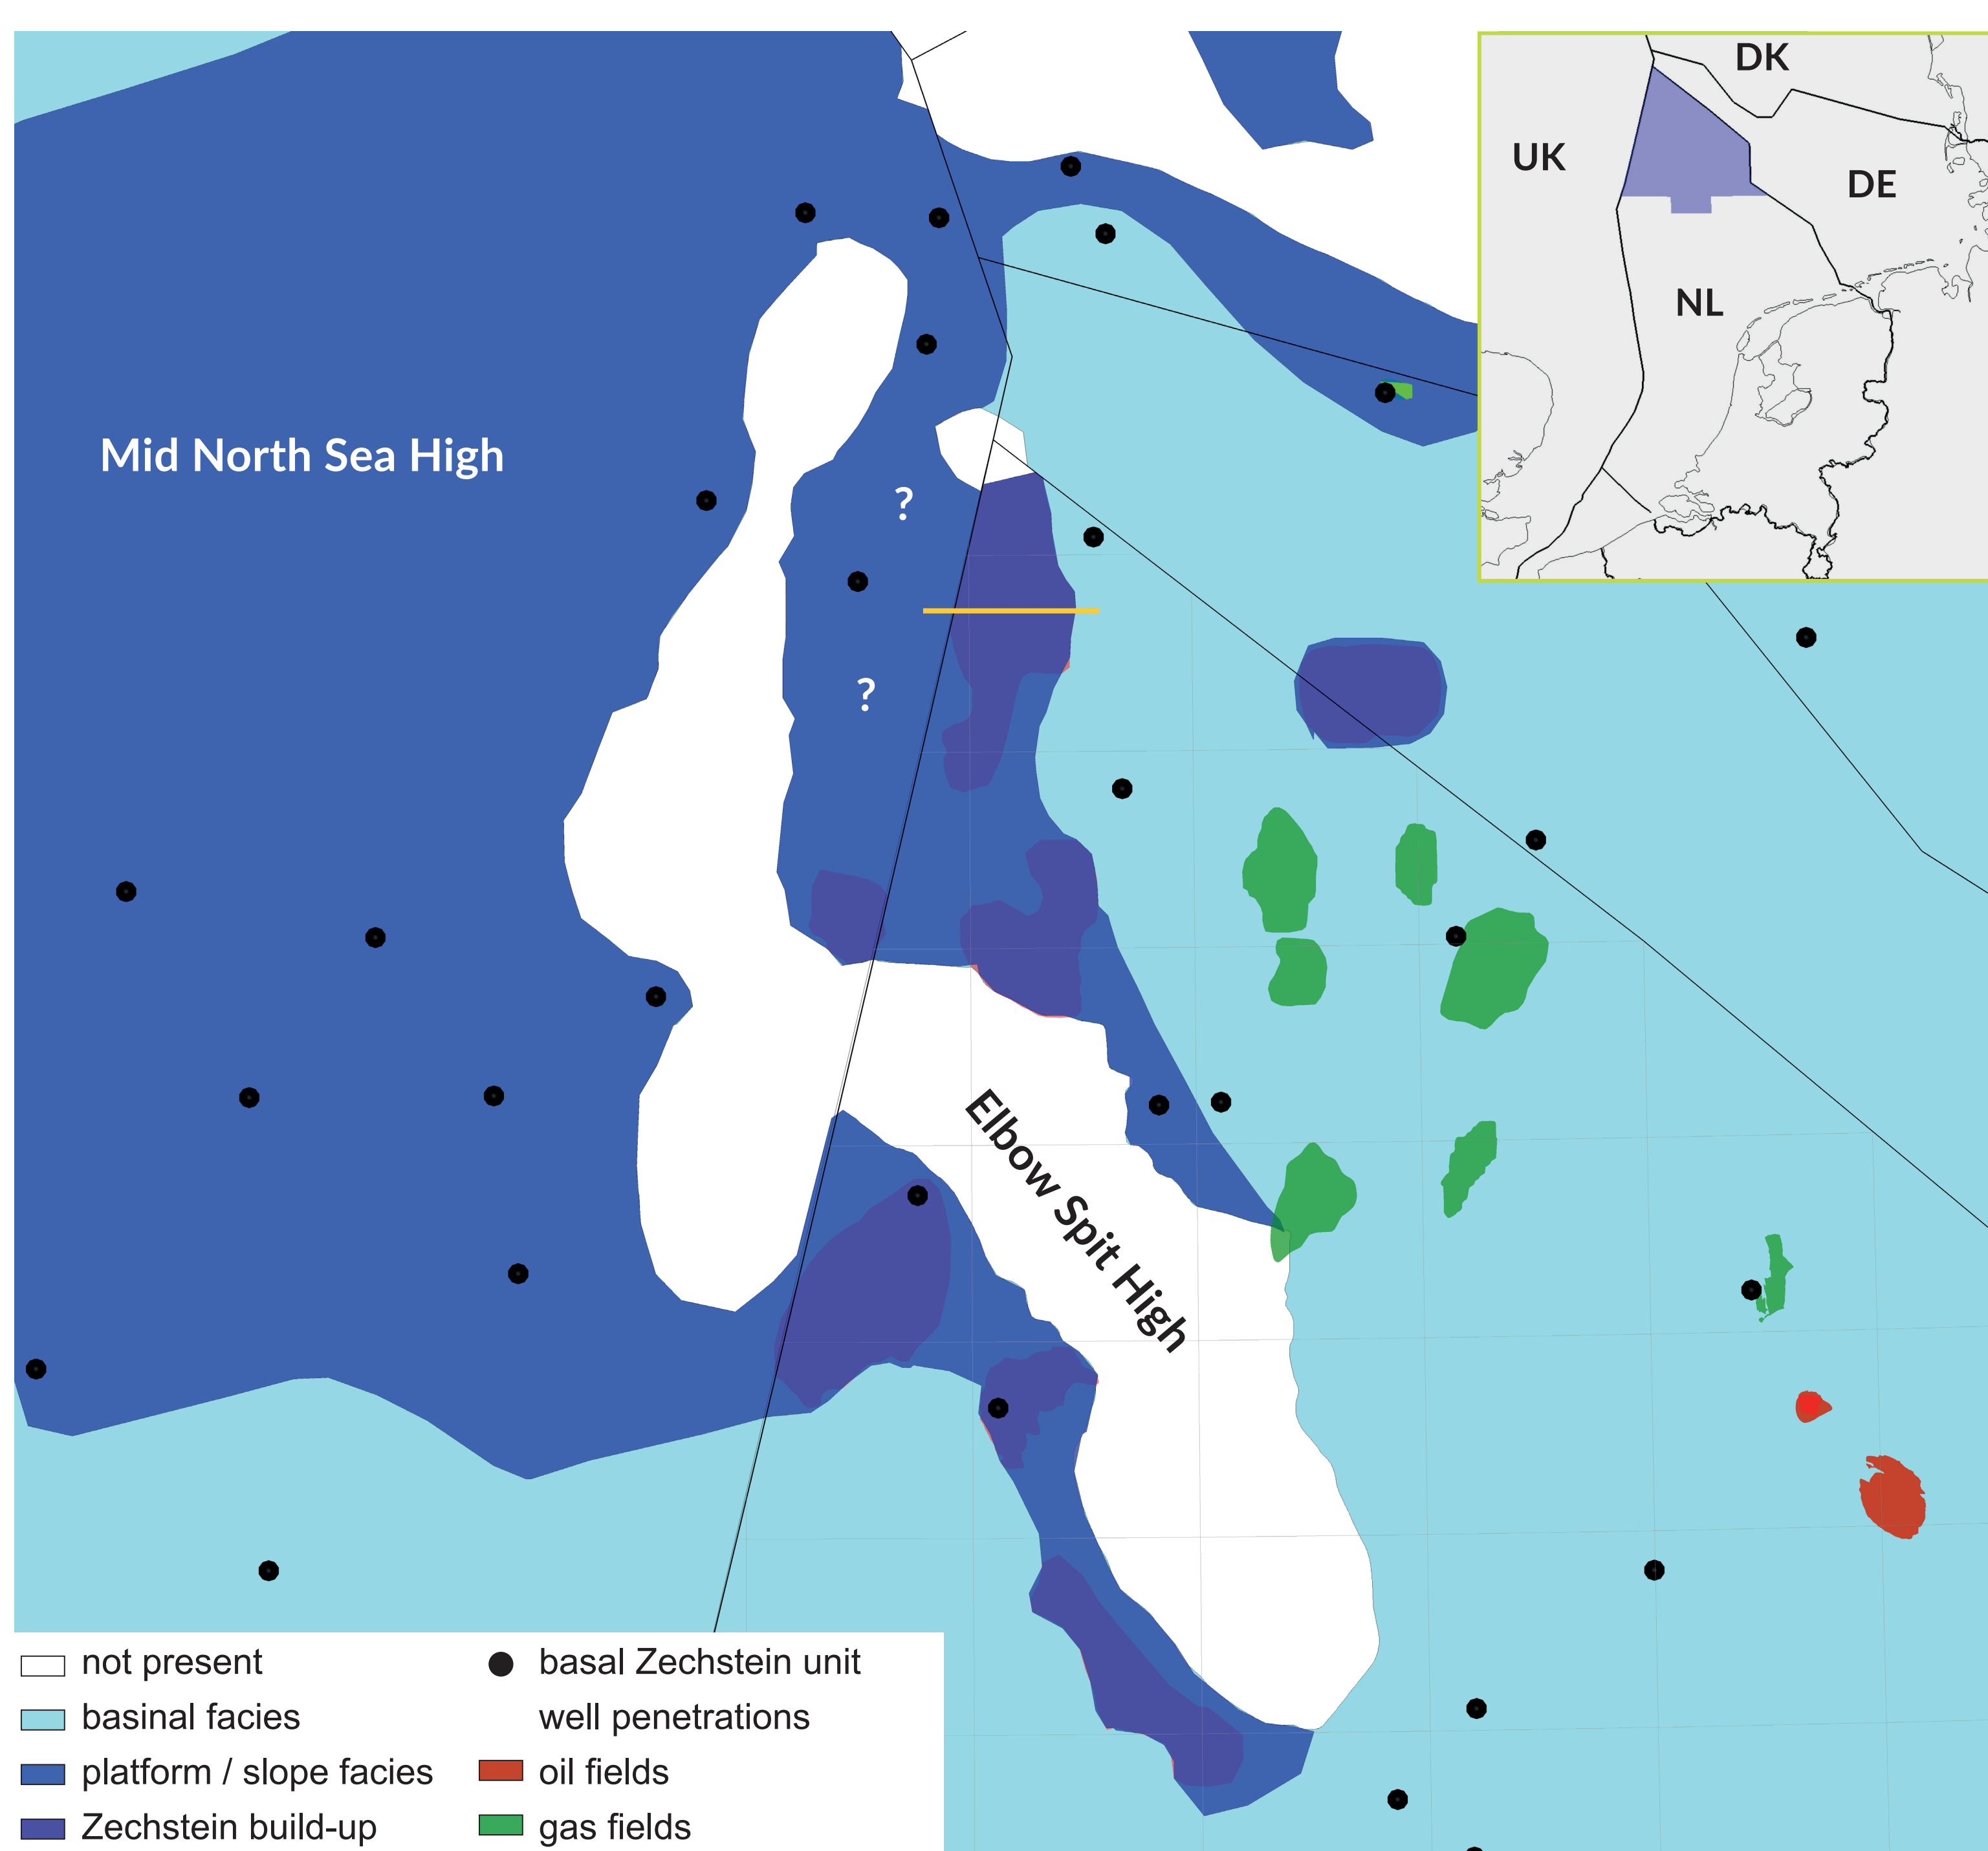 DK
UK
DE
NL
Mid North Sea High
?
?
Elbow Spit High
not present
basal Zechstein unit
basinal facies
well penetrations
platform / slope facies
oil fields
Zechstein build-up
gas fields